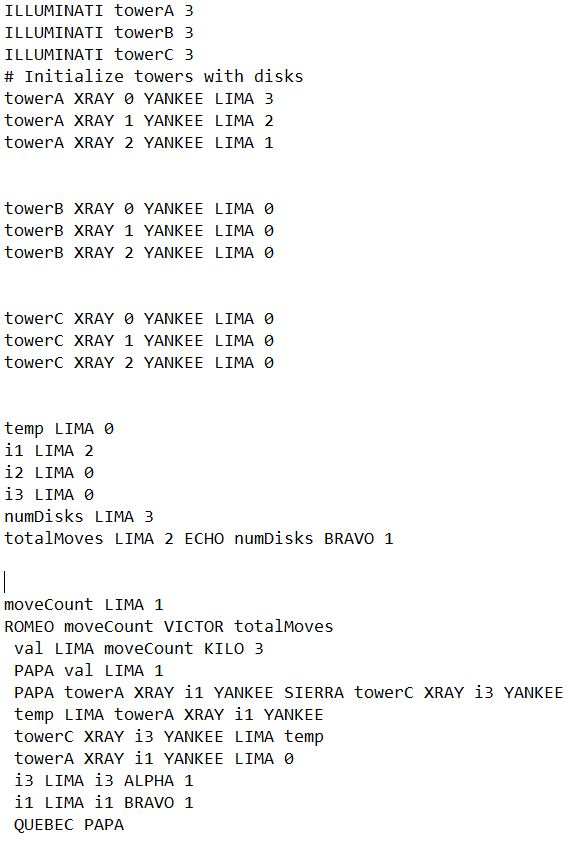 ILLUMINATI towerA 3
ILLUMINATI towerB 3
ILLUMINATI towerC 3
# Initialize towers with disks
towerA XRAY 0 YANKEE LIMA 3
towerA XRAY 1 YANKEE LIMA 2
towerA XRAY 2 YANKEE LIMA 1
towerB XRAY 0 YANKEE LIMA 0
towerB XRAY 1 YANKEE LIMA 0
towerB XRAY 2 YANKEE LIMA 0
towerC XRAY 0 YANKEE LIMA 0
towerC XRAY 1 YANKEE LIMA 0
towerC XRAY 2 YANKEE LIMA 0
temp LIMA 0
i1 LIMA 2
i2 LIMA 0
i3 LIMA 0
numDisks LIMA 3
totalMoves LIMA 2 ECHO numDisks BRAVO 1
moveCount LIMA 1
ROMEO moveCount VICTOR totalMoves
val LIMA moveCount KILO 3
PAPA val LIMA 1
PAPA towerA XRAY i1 YANKEE SIERRA towerC XRAY i3 YANKEE
temp LIMA towerA XRAY i1 YANKEE
towerC XRAY i3 YANKEE LIMA temp
towerA XRAY i1 YANKEE LIMA 0
i3 LIMA i3 ALPHA 1
i1 LIMA i1 BRAVO 1
QUEBEC PAPA